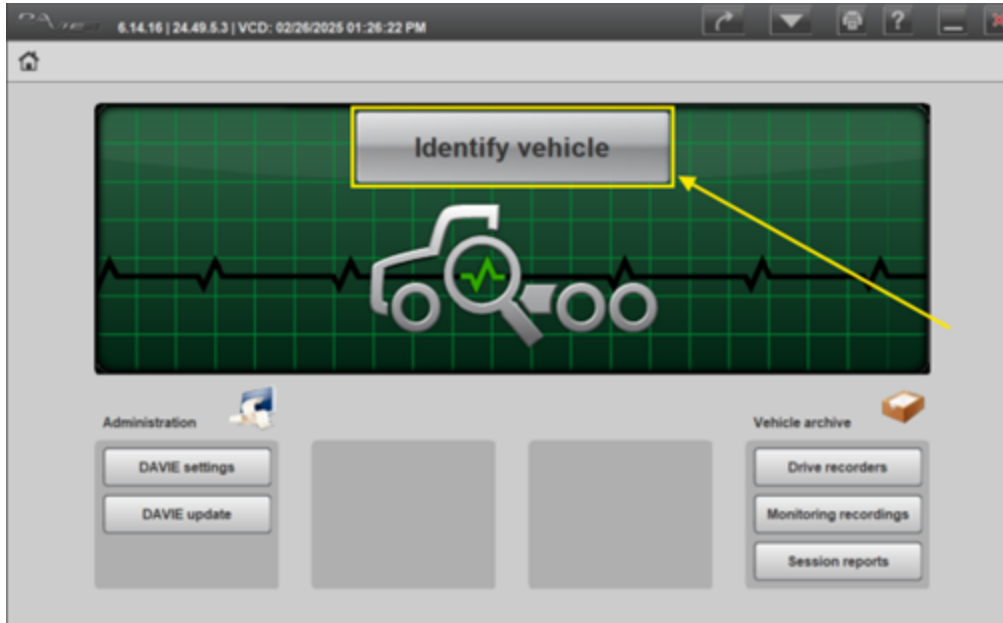 6.14.16 | 24.49.5.3 | VCD: 02/26/2025 01:26:22 PM
?
Identify vehicle
Administration
Vehicle archive
DAVIE settings
Drive recorders
DAVIE update
Monitoring recordings
Session reports